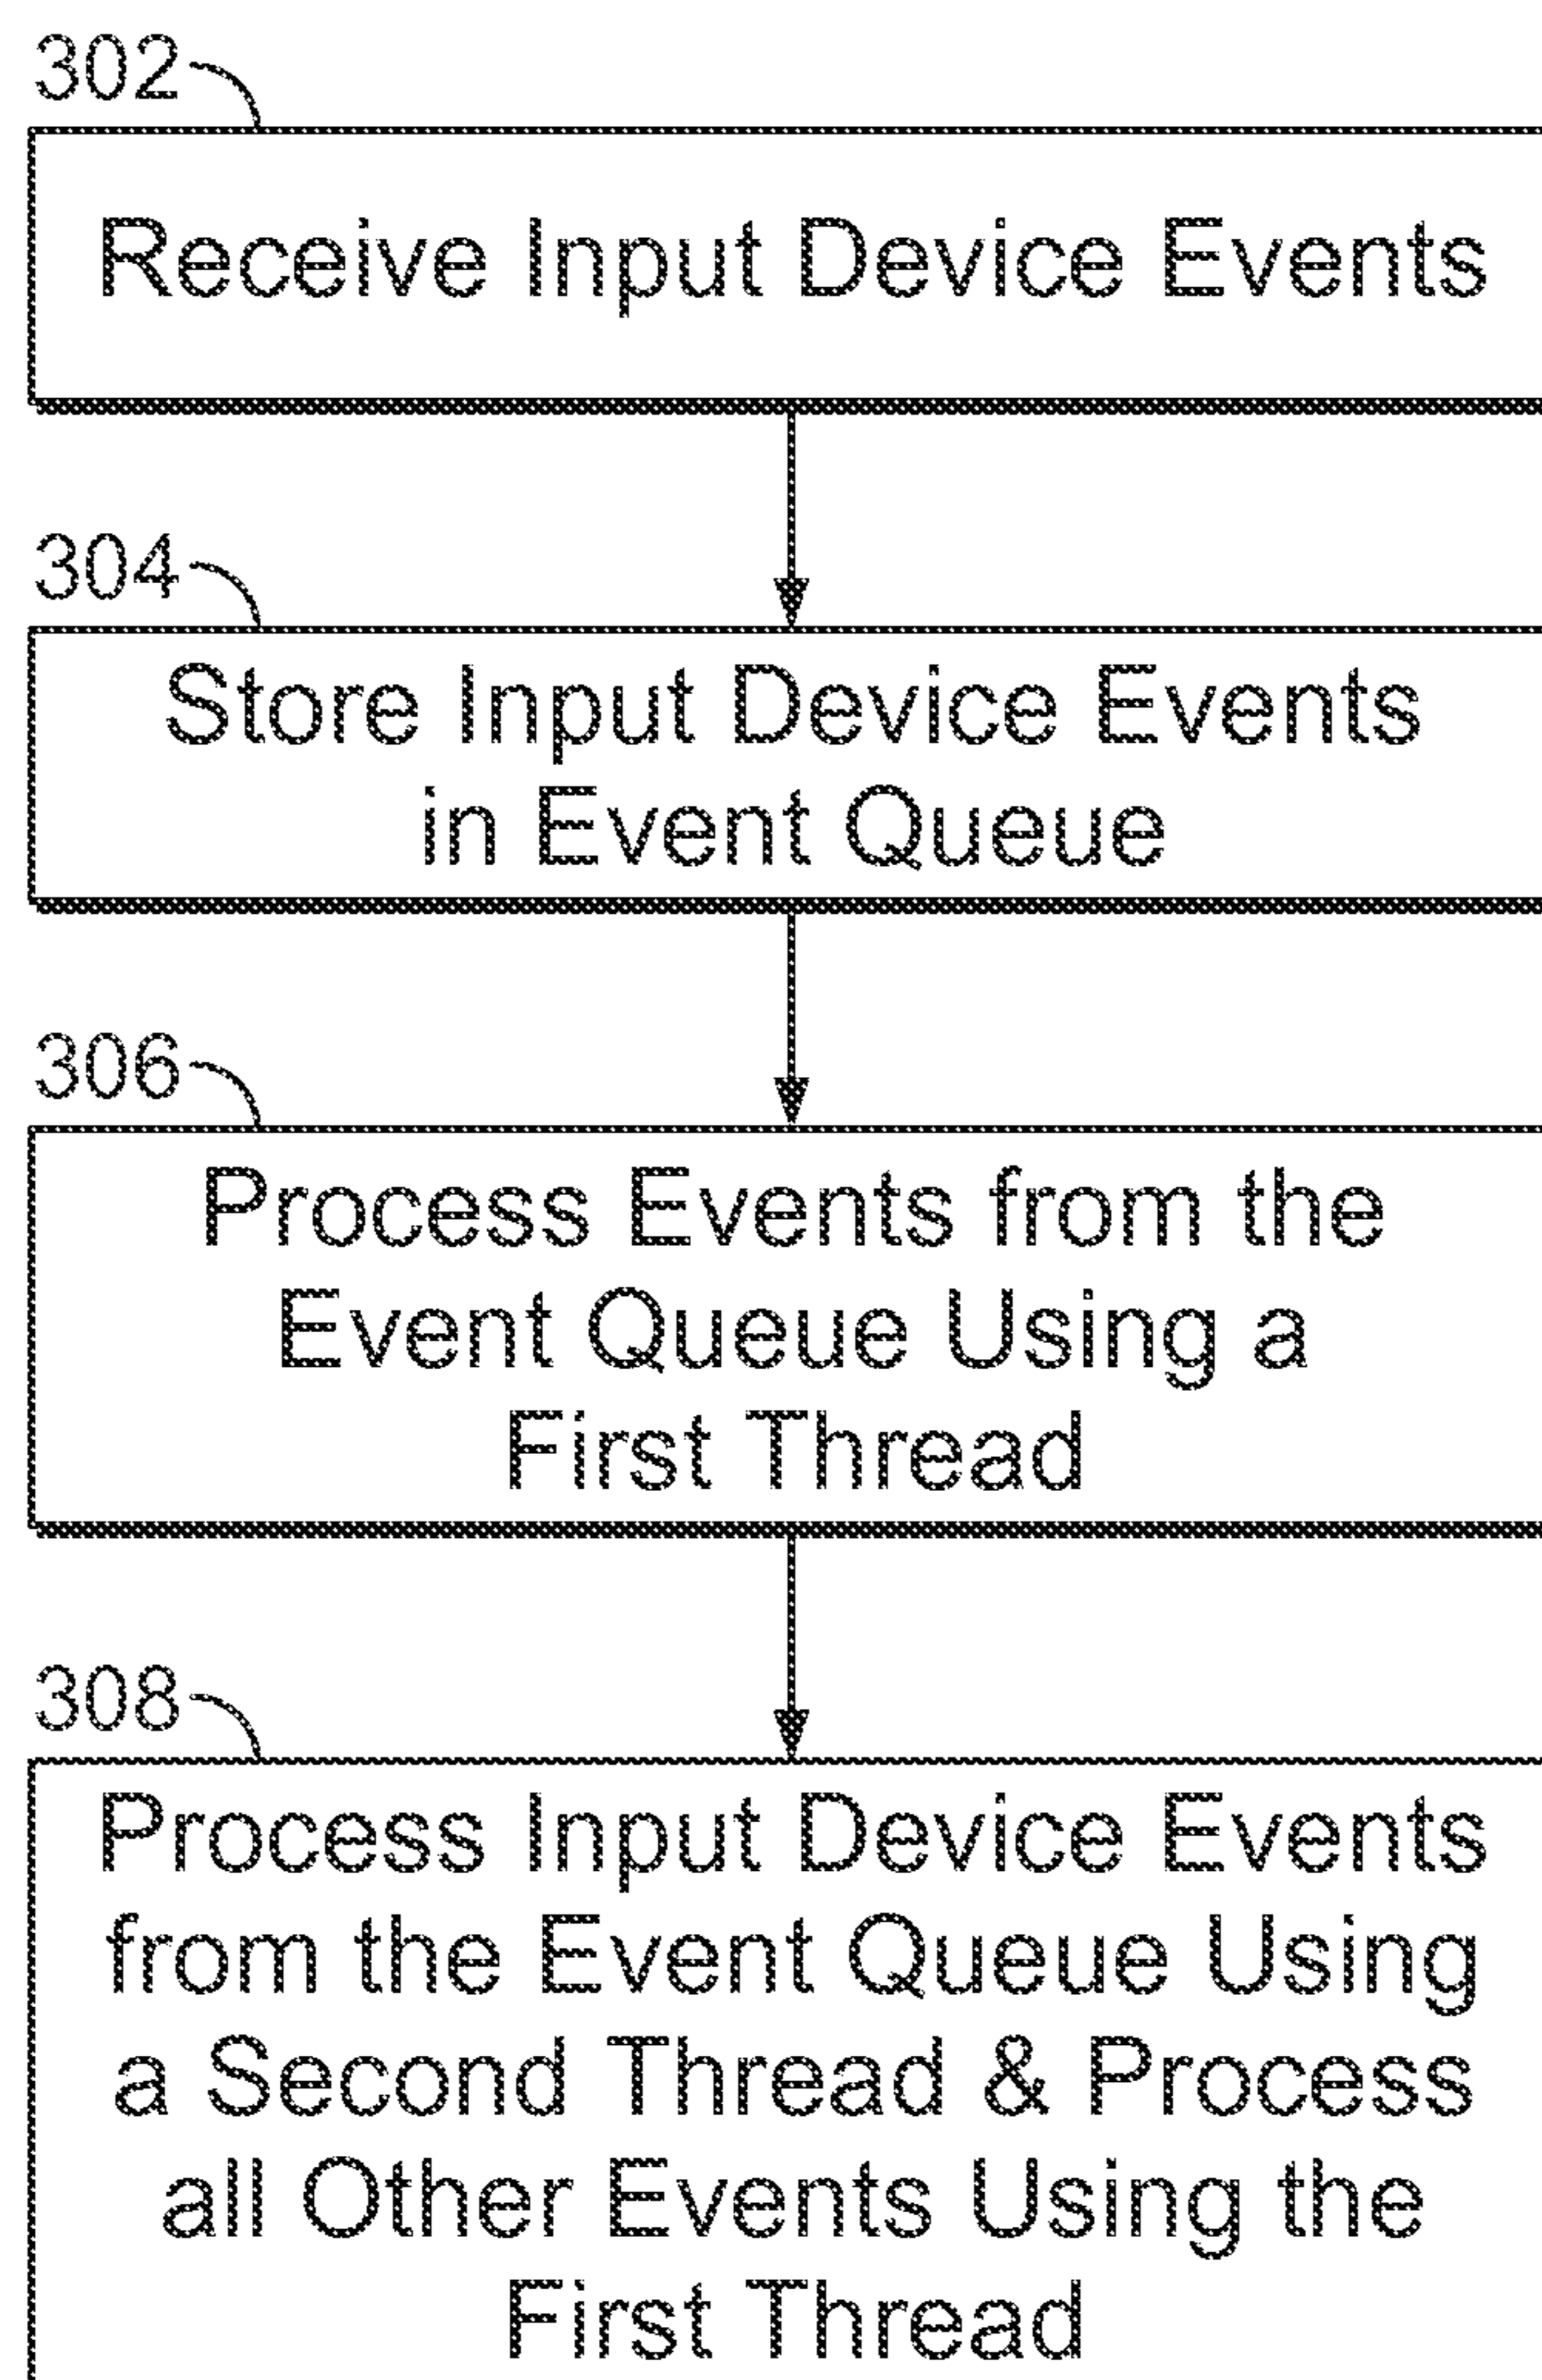 302
Receive Input Device Events
304
Store Input Device Events
in Event Queue
306
Process Events from the
Event Queue Using a
First Thread
308
Process Input Device Events
from the Event Queue Using
a Second Thread & Process
all Other Events Using the
First Thread